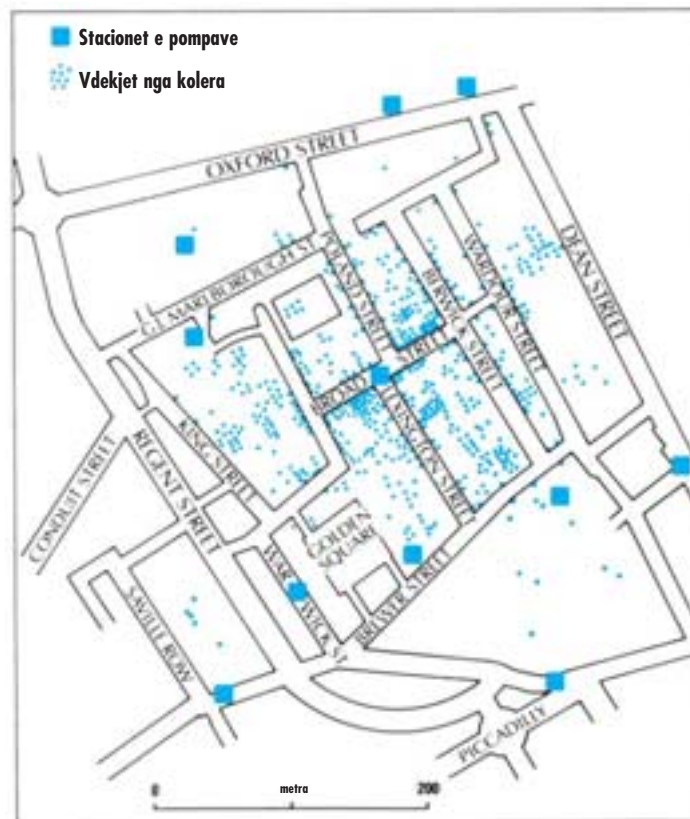 Stacionet e pompave
Vdekjet nga kolera
OXFORD STREET
GT. MARLBOROUGH ST.
POLAND STREET
BERWICK STREET
WARDOUR STREET
DEAN STREET
BROAD STREET
LEXINGTON STREET
KING STREET
REGENT STREET
CONDUIT STREET
GOLDEN
SQUARE
WARWICK ST.
BREWER STREET
SAVILLE ROW
PICCADILLY
0 metra 200